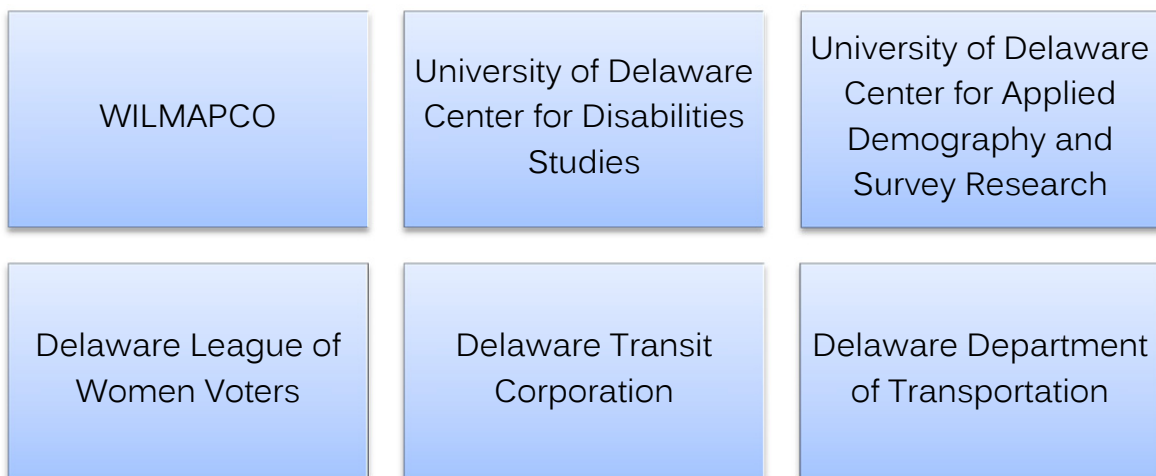 WILMAPCO
University of Delaware
Center for Disabilities
Studies
University of Delaware
Center for Applied
Demography and
Survey Research
Delaware League of
Women Voters
Delaware Transit
Corporation
Delaware Department
of Transportation